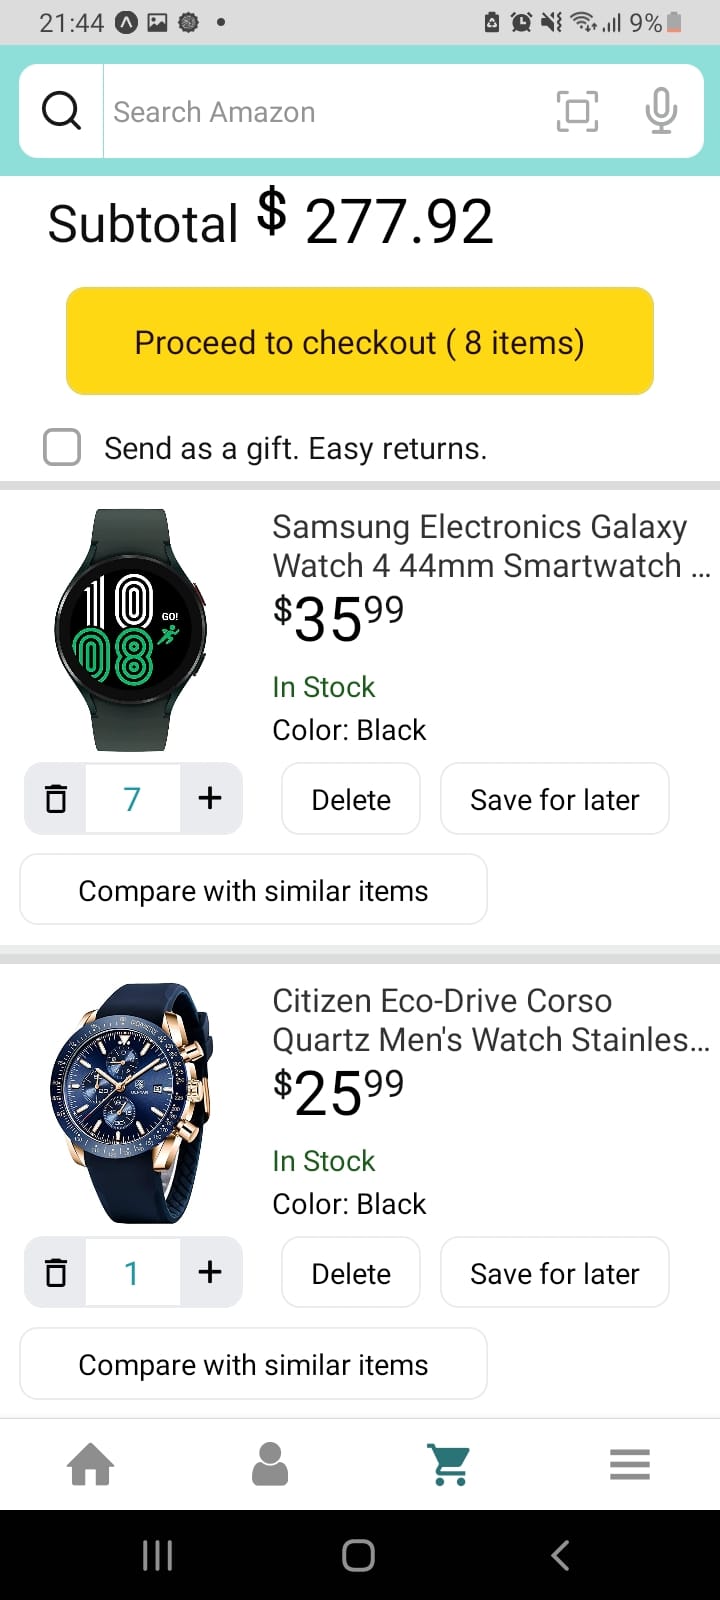 21:44
9%
Search Amazon
Subtotal $ 277.92
Proceed to checkout ( 8 items)
Send as a gift. Easy returns.
Samsung Electronics Galaxy
Watch 4 44mm Smartwatch ...
$35 99
In Stock
Color: Black
10
GO!
08
7 +
Delete
Save for later
Compare with similar items
Citizen Eco-Drive Corso
Quartz Men's Watch Stainles...
$25 99
In Stock
Color: Black
1 +
Delete
Save for later
Compare with similar items